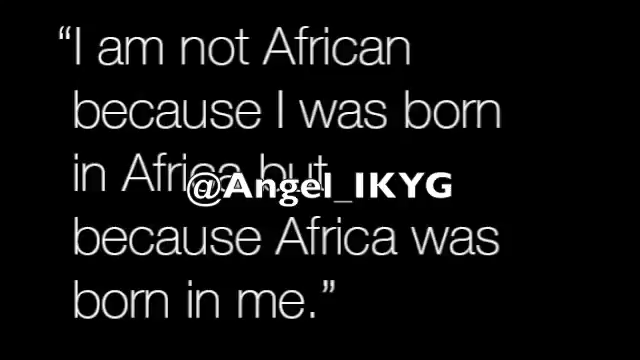 “I am not African
because I was born
in Africa but
@Angel_IKYG
because Africa was
born in me.”